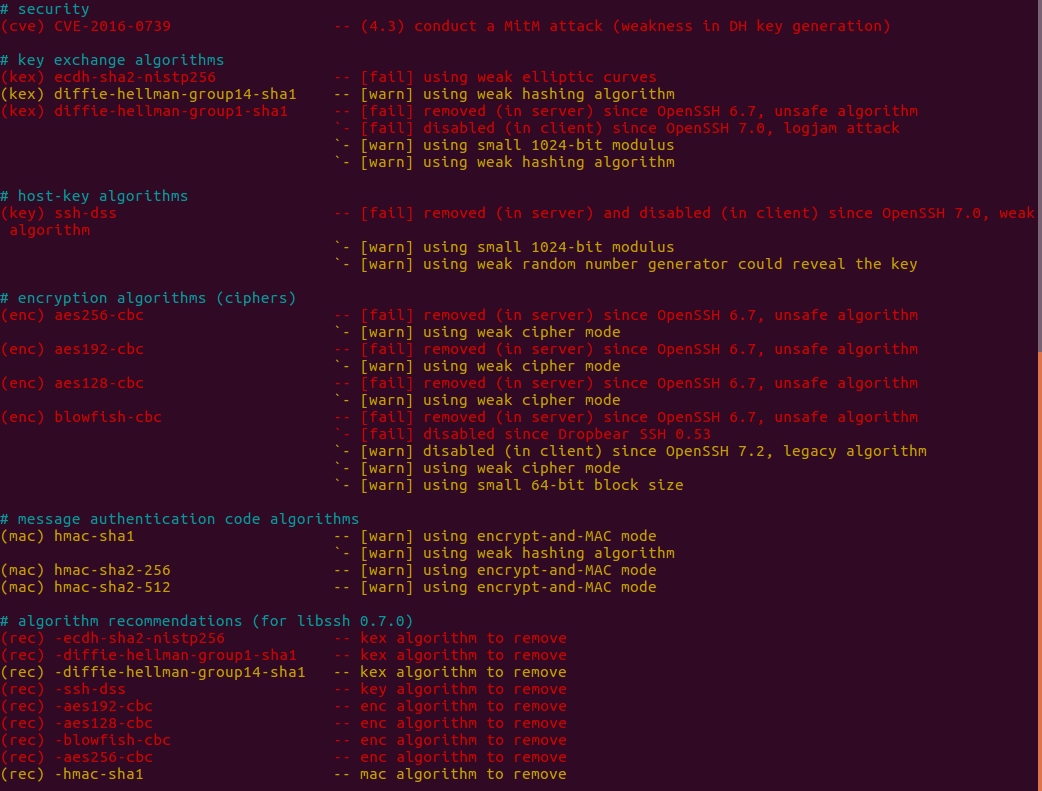 # security
(cve) CVE-2016-0739 -- (4.3) conduct a MitM attack (weakness in DH key generation)
# key exchange algorithms
(kex) ecdh-sha2-nistp256 -- [fail] using weak elliptic curves
(kex) diffie-hellman-group14-sha1 -- [warn] using weak hashing algorithm
(kex) diffie-hellman-group1-sha1 -- [fail] removed (in server) since OpenSSH 6.7, unsafe algorithm
`- [fail] disabled (in client) since OpenSSH 7.0, logjam attack
`- [warn] using small 1024-bit modulus
`- [warn] using weak hashing algorithm
# host-key algorithms
(key) ssh-dss -- [fail] removed (in server) and disabled (in client) since OpenSSH 7.0, weak
algorithm
`- [warn] using small 1024-bit modulus
`- [warn] using weak random number generator could reveal the key
# encryption algorithms (ciphers)
(enc) aes256-cbc -- [fail] removed (in server) since OpenSSH 6.7, unsafe algorithm
`- [warn] using weak cipher mode
(enc) aes192-cbc -- [fail] removed (in server) since OpenSSH 6.7, unsafe algorithm
`- [warn] using weak cipher mode
(enc) aes128-cbc -- [fail] removed (in server) since OpenSSH 6.7, unsafe algorithm
`- [warn] using weak cipher mode
(enc) blowfish-cbc -- [fail] removed (in server) since OpenSSH 6.7, unsafe algorithm
`- [fail] disabled since Dropbear SSH 0.53
`- [warn] disabled (in client) since OpenSSH 7.2, legacy algorithm
`- [warn] using weak cipher mode
`- [warn] using small 64-bit block size
# message authentication code algorithms
(mac) hmac-sha1 -- [warn] using encrypt-and-MAC mode
`- [warn] using weak hashing algorithm
(mac) hmac-sha2-256 -- [warn] using encrypt-and-MAC mode
(mac) hmac-sha2-512 -- [warn] using encrypt-and-MAC mode
# algorithm recommendations (for libssh 0.7.0)
(rec) -ecdh-sha2-nistp256 -- kex algorithm to remove
(rec) -diffie-hellman-group1-sha1 -- kex algorithm to remove
(rec) -diffie-hellman-group14-sha1 -- kex algorithm to remove
(rec) -ssh-dss -- key algorithm to remove
(rec) -aes192-cbc -- enc algorithm to remove
(rec) -aes128-cbc -- enc algorithm to remove
(rec) -blowfish-cbc -- enc algorithm to remove
(rec) -aes256-cbc -- enc algorithm to remove
(rec) -hmac-sha1 -- mac algorithm to remove